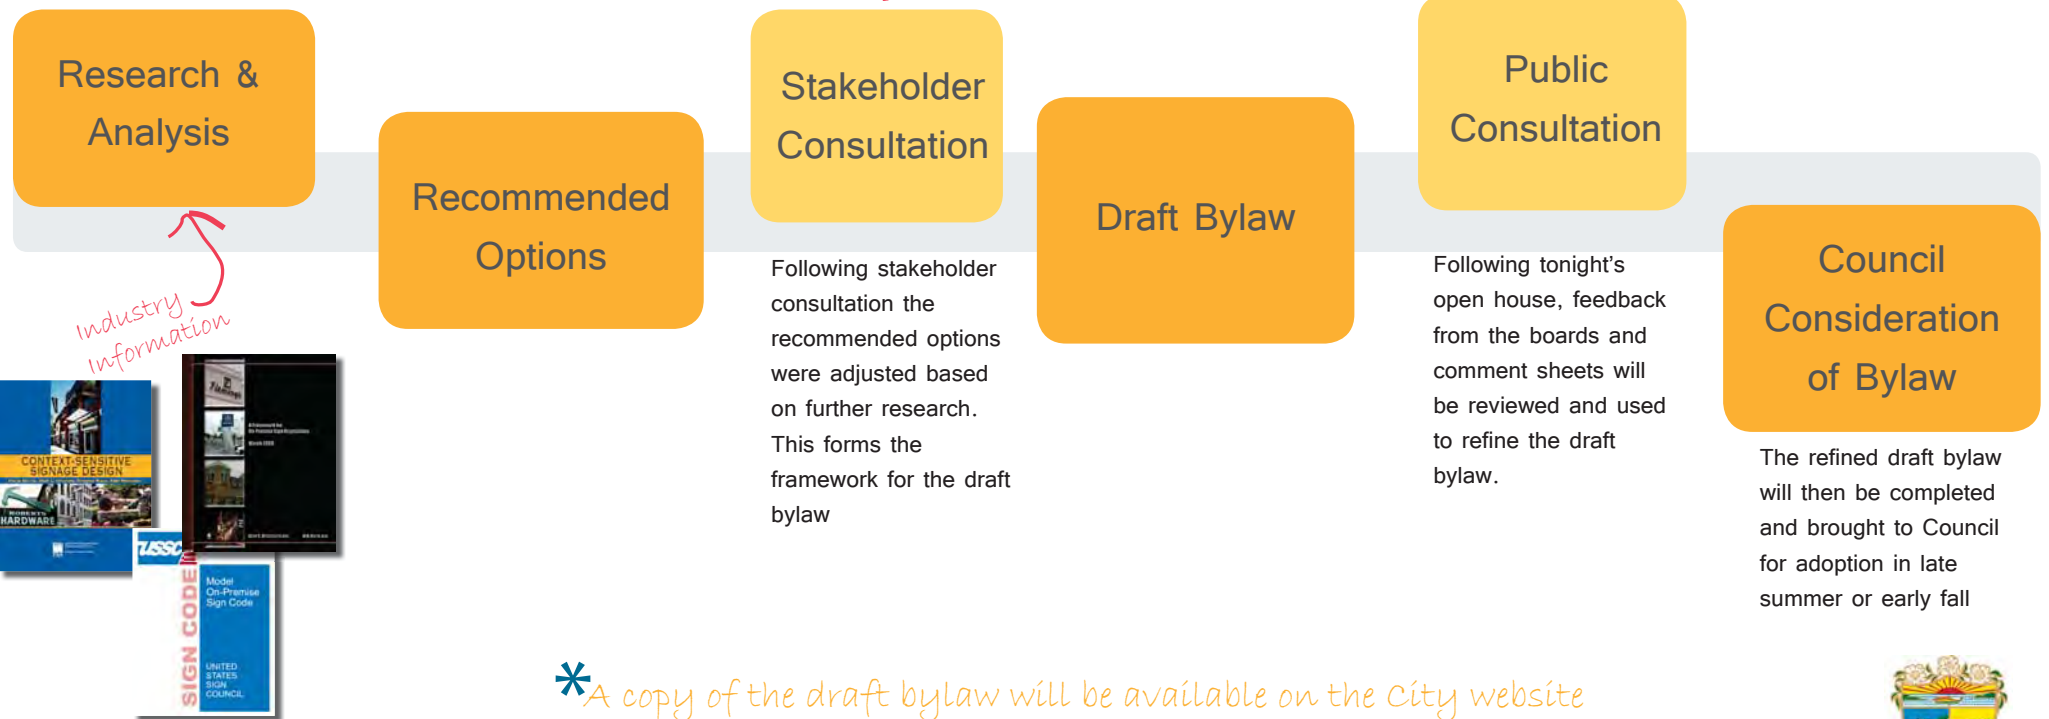 Research &
Analysis
Recommended
Options
Stakeholder
Consultation
Draft Bylaw
Public
Consultation
Council
Consideration
of Bylaw
Industry
Information
Following stakeholder
consultation the
recommended options
were adjusted based
on further research.
This forms the
framework for the draft
bylaw
Following tonight's
open house, feedback
from the boards and
comment sheets will
be reviewed and used
to refine the draft
bylaw.
The refined draft bylaw
will then be completed
and brought to Council
for adoption in late
summer or early fall
CONTEXT-SENSITIVE
SIGNAGE DESIGN
HARDWARE
USSC
SIGN CODE
Model
On-Premise
Sign Code
UNITED
STATES
SIGN
COUNCIL
*A copy of the draft bylaw will be available on the City website